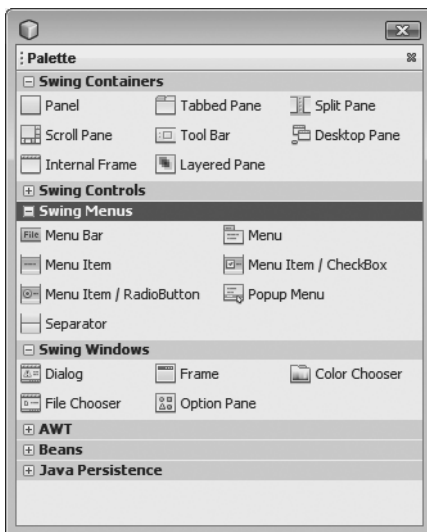 Palette
Swing Containers
Panel Tabbed Pane Split Pane
Scroll Pane Tool Bar Desktop Pane
Internal Frame Layered Pane
Swing Controls
Swing Menus
File Menu Bar Menu
Menu Item Menu Item / CheckBox
Menu Item / RadioButton Popup Menu
Separator
Swing Windows
Dialog Frame Color Chooser
File Chooser Option Pane
AWT
Beans
Java Persistence